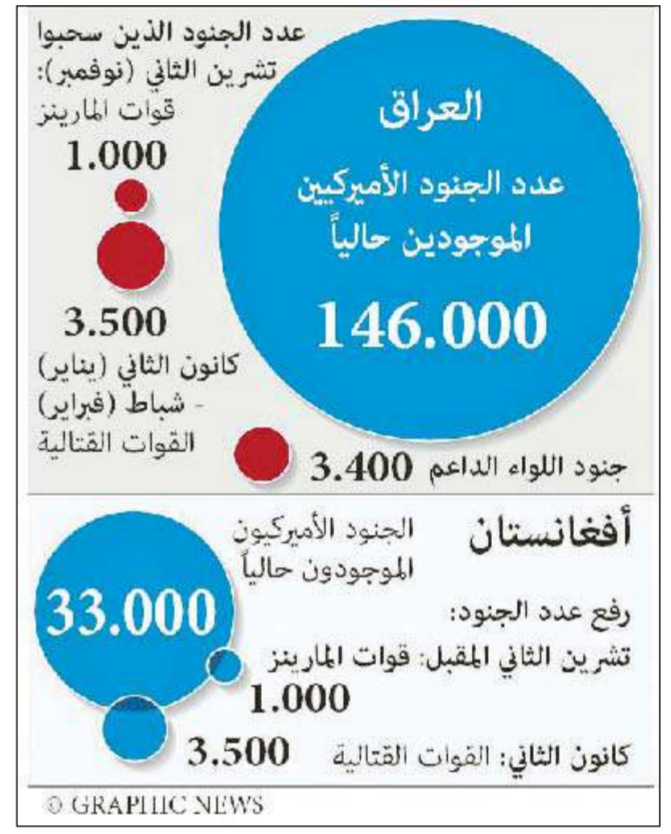 عدد الجنود الذين سحبوا
تشرين الثاني (نوفمبر):
قوات المارينز
1.000
3.500
كانون الثاني (يناير)
- شباط (فبراير)
القوات القتالية
العراق
عدد الجنود الأميركيين
الموجودين حالياً
146.000
جنود اللواء الداعم 3.400
أفغانستان
الجنود الأميركيون
الموجودون حالياً
33.000
رفع عدد الجنود:
تشرين الثاني المقبل: قوات المارينز
1.000
كانون الثاني: القوات القتالية 3.500
© GRAPHIC NEWS